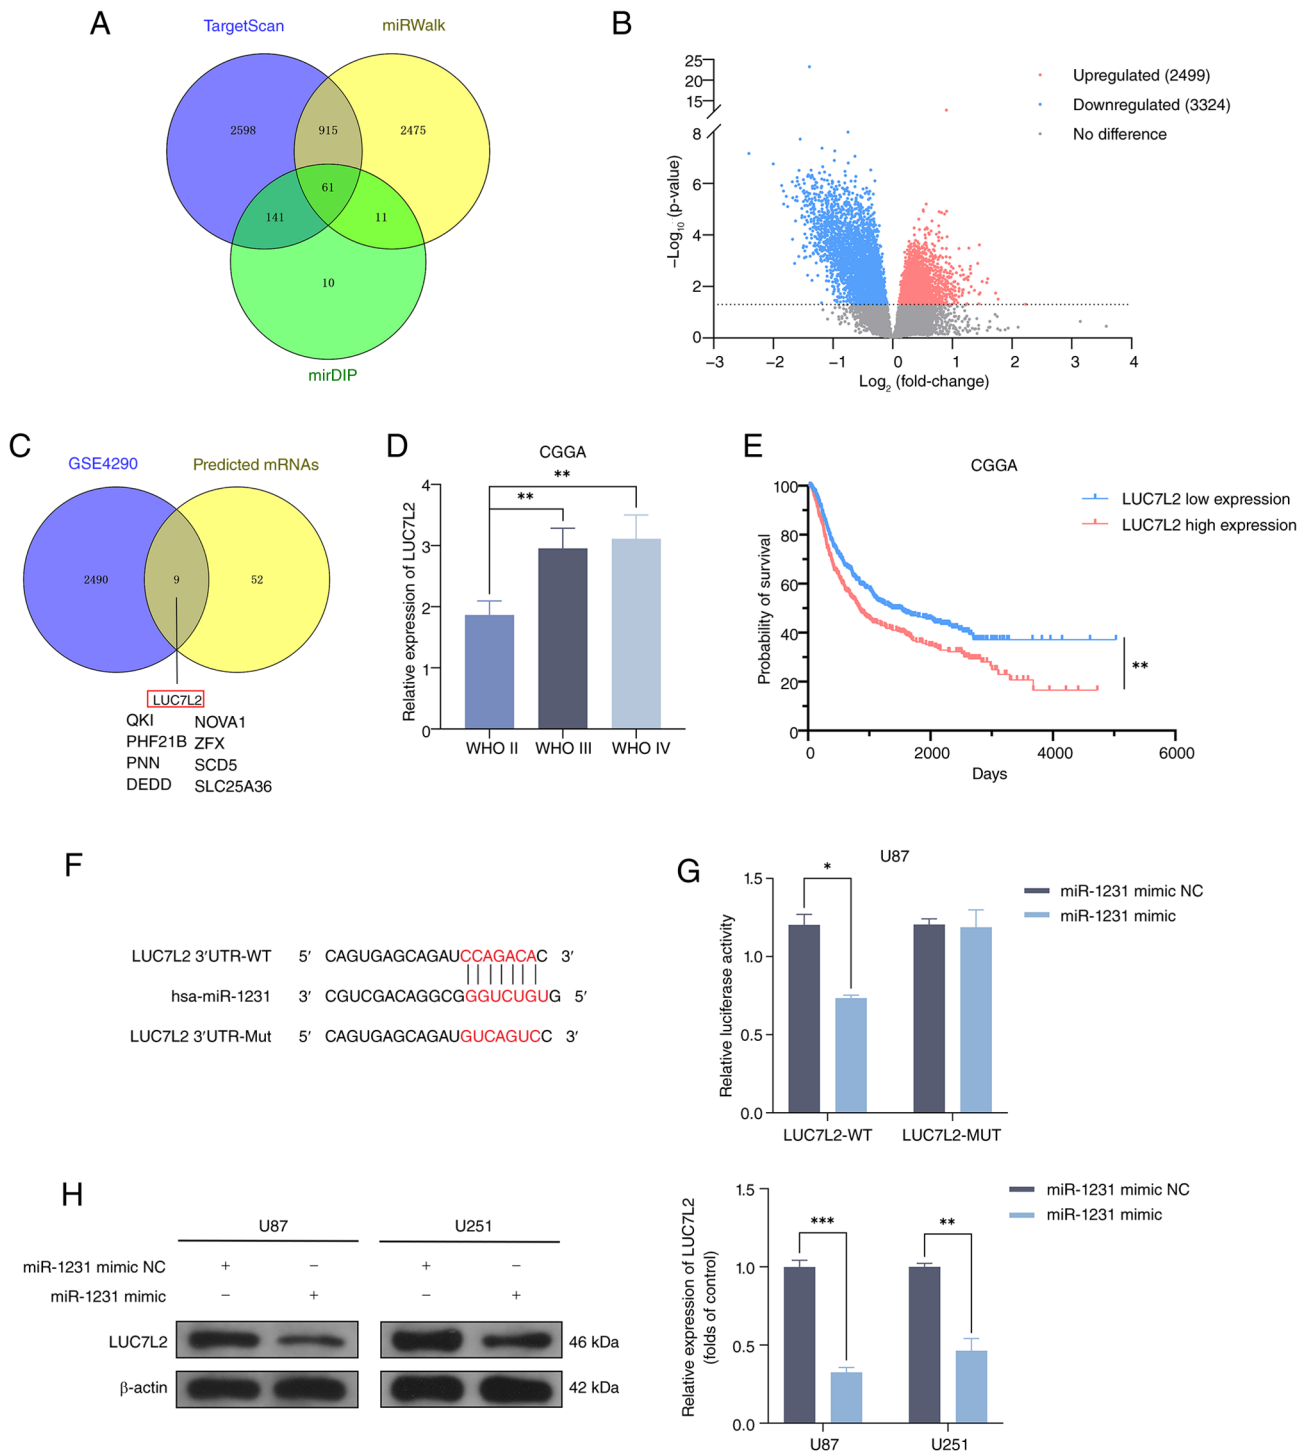 A
TargetScan
miRWalk
2598
915
2475
61
141
11
10
mirDIP
B
25
20
15
8
6
4
2
0
−Log10 (p-value)
−3
−2
−1
0
1
2
3
4
Log2 (fold-change)
Upregulated (2499)
Downregulated (3324)
No difference
C
GSE4290
Predicted mRNAs
2490
9
52
LUC7L2
QKI
NOVA1
PHF21B
ZFX
PNN
SCD5
DEDD
SLC25A36
D
CGGA
**
**
4
3
2
1
0
Relative expression of LUC7L2
WHO II
WHO III
WHO IV
E
CGGA
LUC7L2 low expression
LUC7L2 high expression
100
80
60
40
20
0
Probability of survival
**
0
2000
4000
6000
Days
F
LUC7L2 3′UTR-WT 5′ CAGUGAGCAGAUCCAGACAC 3′
hsa-miR-1231 3′ CGUCGACAGGCGGGUCUGUG 5′
LUC7L2 3′UTR-Mut 5′ CAGUGAGCAGAUGUCAGUCC 3′
G
U87
*
miR-1231 mimic NC
miR-1231 mimic
1.5
1.0
0.5
0.0
Relative luciferase activity
LUC7L2-WT
LUC7L2-MUT
H
U87
U251
miR-1231 mimic NC + − + −
miR-1231 mimic − + − +
LUC7L2
46 kDa
β-actin
42 kDa
miR-1231 mimic NC
miR-1231 mimic
***
**
1.5
1.0
0.5
0.0
Relative expression of LUC7L2
(folds of control)
U87
U251